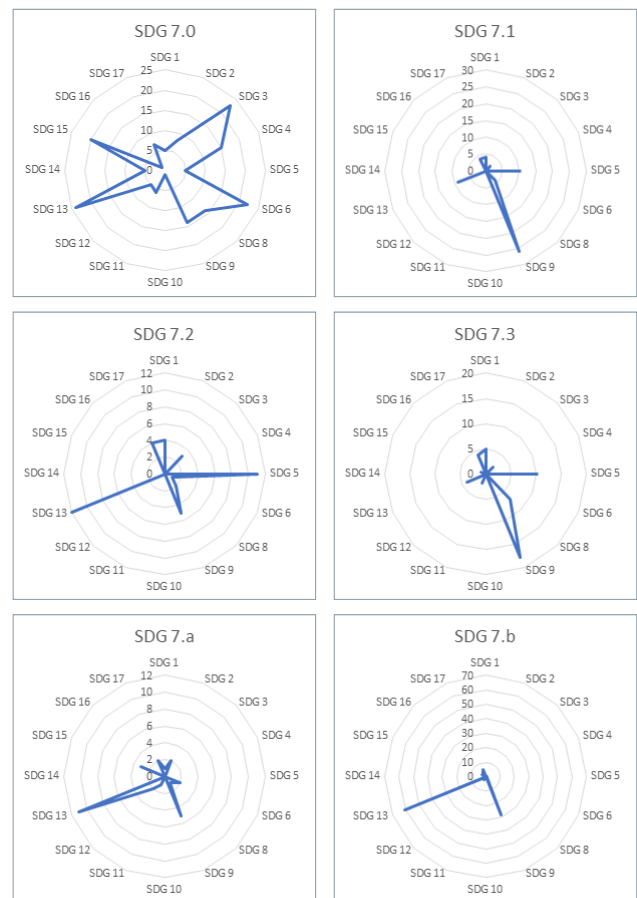 SDG 7.0
SDG 1
SDG 2
SDG 3
SDG 4
SDG 5
SDG 6
SDG 8
SDG 9
SDG 10
SDG 11
SDG 12
SDG 13
SDG 14
SDG 15
SDG 16
SDG 17
25
20
15
10
5
0
SDG 7.1
SDG 1
SDG 2
SDG 3
SDG 4
SDG 5
SDG 6
SDG 8
SDG 9
SDG 10
SDG 11
SDG 12
SDG 13
SDG 14
SDG 15
SDG 16
SDG 17
30
25
20
15
10
5
0
SDG 7.2
SDG 1
SDG 2
SDG 3
SDG 4
SDG 5
SDG 6
SDG 8
SDG 9
SDG 10
SDG 11
SDG 12
SDG 13
SDG 14
SDG 15
SDG 16
SDG 17
12
10
8
6
4
2
0
SDG 7.3
SDG 1
SDG 2
SDG 3
SDG 4
SDG 5
SDG 6
SDG 8
SDG 9
SDG 10
SDG 11
SDG 12
SDG 13
SDG 14
SDG 15
SDG 16
SDG 17
20
15
10
5
0
SDG 7.a
SDG 1
SDG 2
SDG 3
SDG 4
SDG 5
SDG 6
SDG 8
SDG 9
SDG 10
SDG 11
SDG 12
SDG 13
SDG 14
SDG 15
SDG 16
SDG 17
12
10
8
6
4
2
0
SDG 7.b
SDG 1
SDG 2
SDG 3
SDG 4
SDG 5
SDG 6
SDG 8
SDG 9
SDG 10
SDG 11
SDG 12
SDG 13
SDG 14
SDG 15
SDG 16
SDG 17
70
60
50
40
30
20
10
0